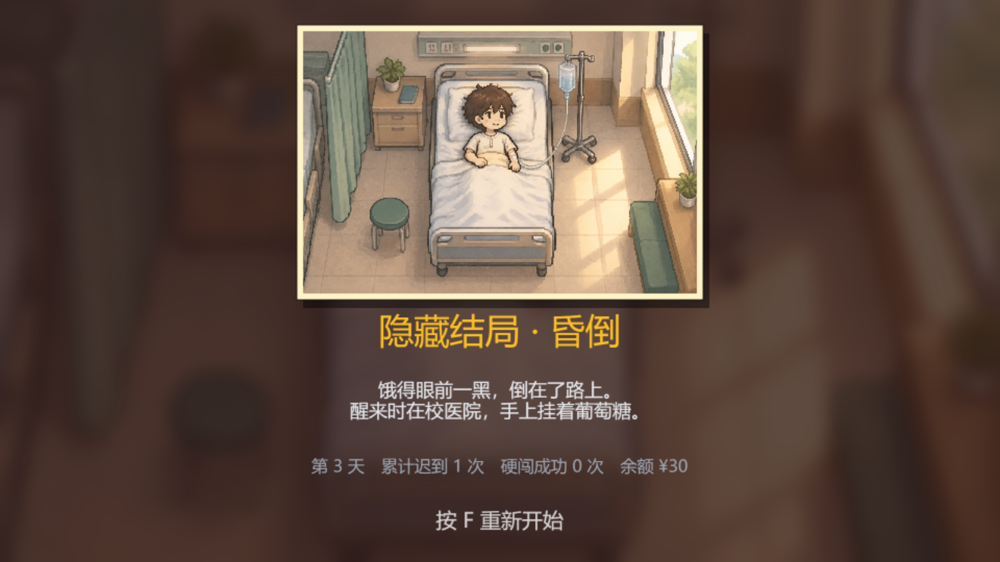 隐藏结局 · 昏倒
饿得眼前一黑，倒在了路上。
醒来时在校医院，手上挂着葡萄糖。
第 3 天 累计迟到 1 次 硬闯成功 0 次 余额 ¥30
按 F 重新开始